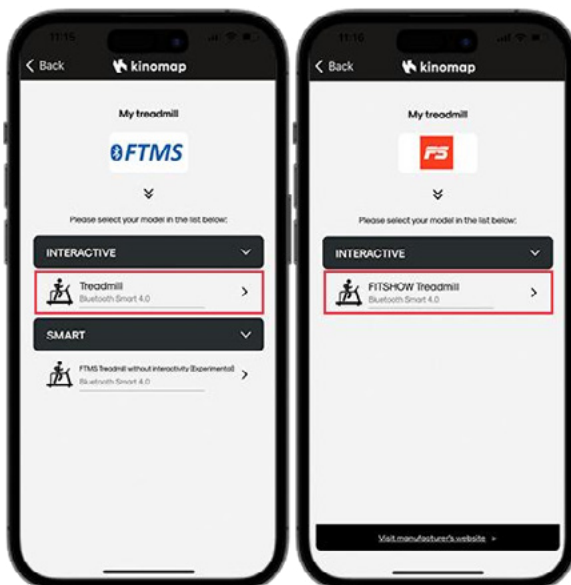 11:15
Back
kinomap
My treadmill
FTMS
Please select your model in the list below:
INTERACTIVE
Treadmill
Bluetooth Smart 4.0
SMART
FTMS Treadmill without interactivity (Experimental)
Bluetooth Smart 4.0
11:16
Back
kinomap
My treadmill
FS
Please select your model in the list below:
INTERACTIVE
FITSHOW Treadmill
Bluetooth Smart 4.0
Visit manufacturer's website >